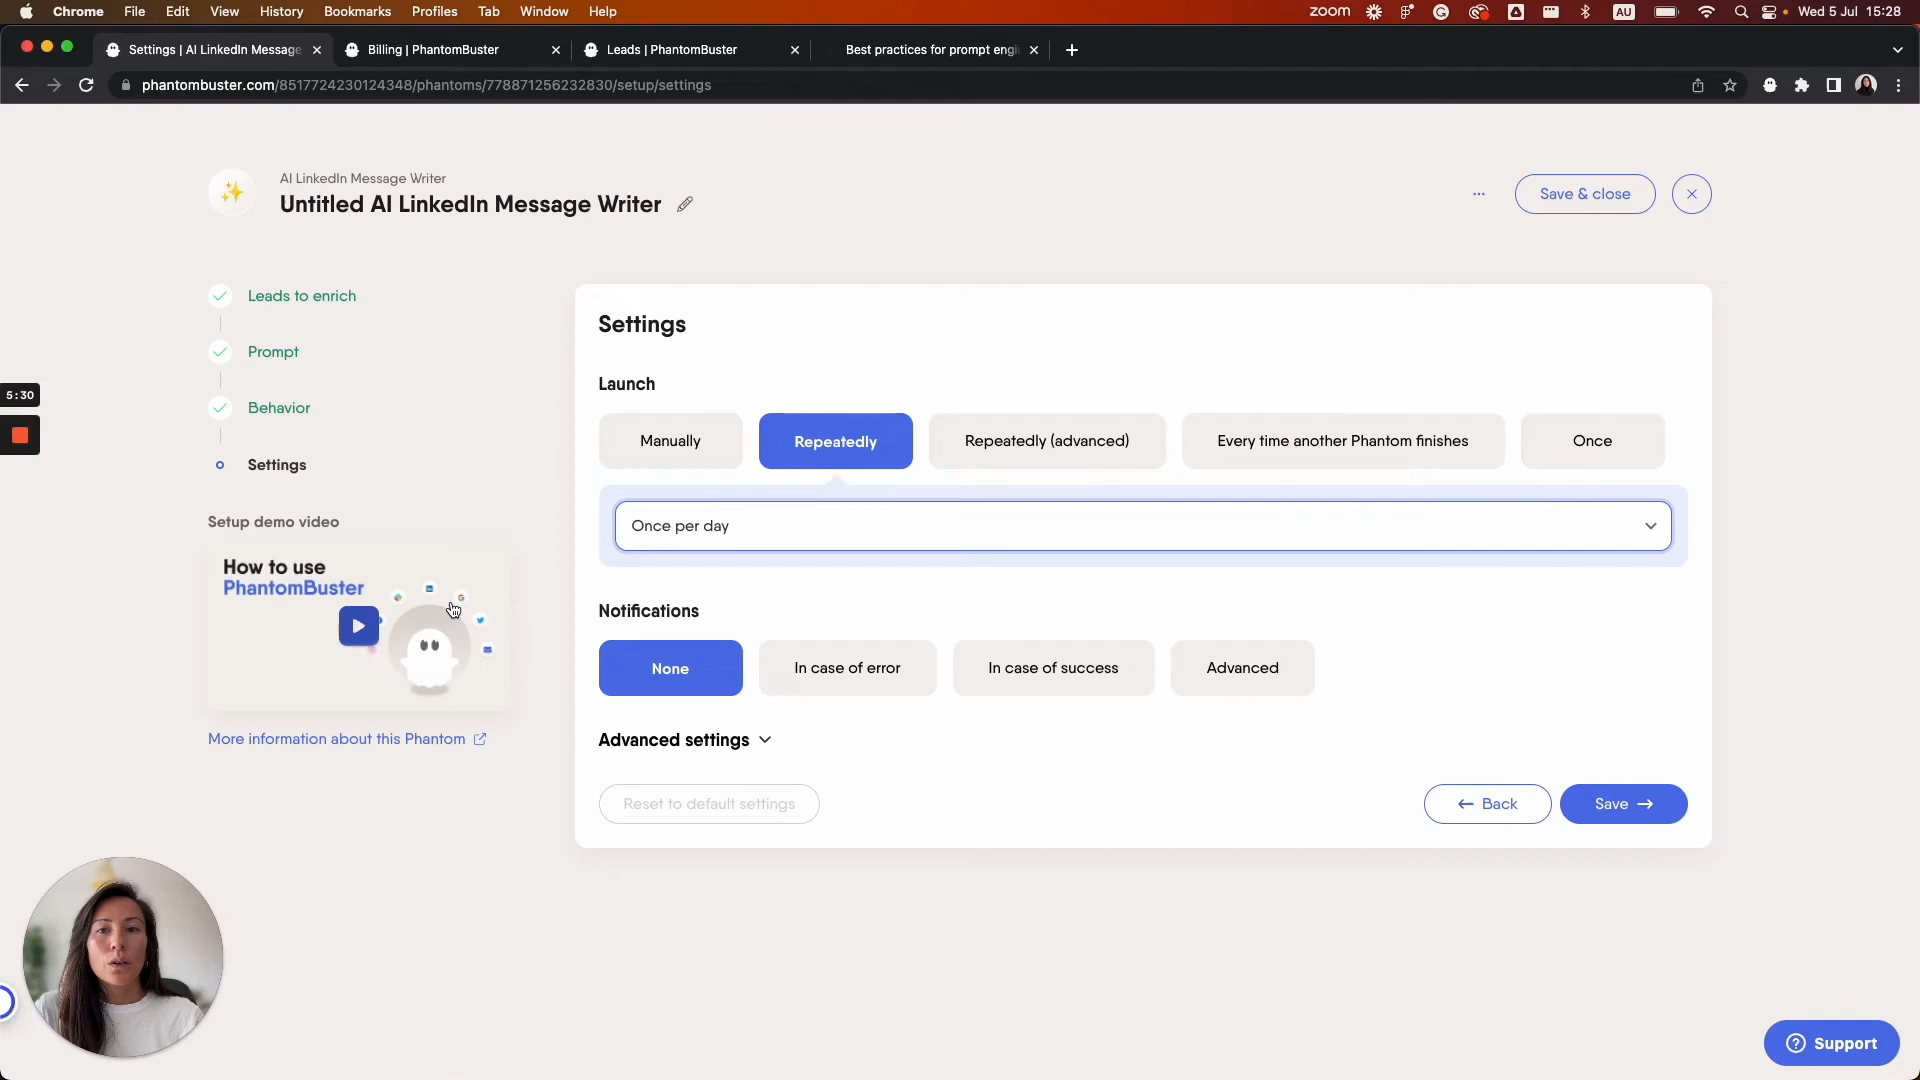 Chrome File Edit View History Bookmarks Profiles Tab Window Help
zoom AU Wed 5 Jul 15:28
Settings | AI LinkedIn Message
Billing | PhantomBuster
Leads | PhantomBuster
Best practices for prompt engi
phantombuster.com/8517724230124348/phantoms/778871256232830/setup/settings
AI LinkedIn Message Writer
Untitled AI LinkedIn Message Writer
Save & close
Leads to enrich
Prompt
Behavior
Settings
5:30
Setup demo video
How to use
PhantomBuster
More information about this Phantom
Settings
Launch
Manually
Repeatedly
Repeatedly (advanced)
Every time another Phantom finishes
Once
Once per day
Notifications
None
In case of error
In case of success
Advanced
Advanced settings
Reset to default settings
Back
Save
Support